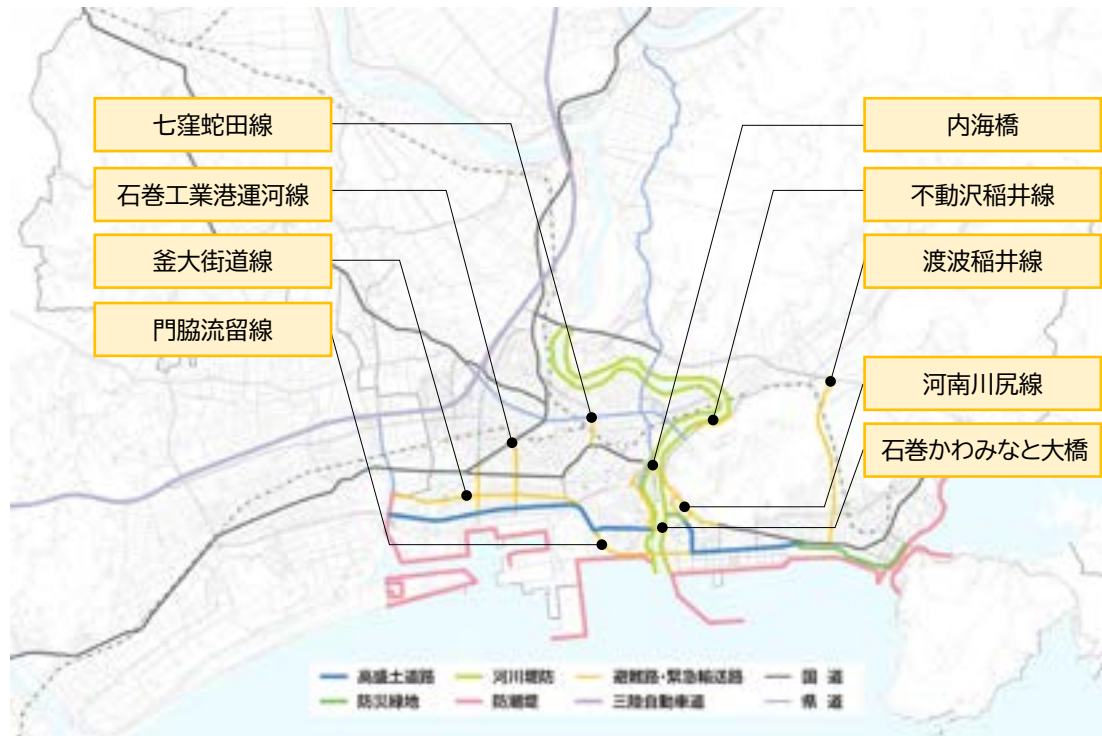 七窪蛇田線
石巻工業港運河線
釜大街道線
門脇流留線
内海橋
不動沢稲井線
渡波稲井線
河南川尻線
石巻かわみなと大橋
高盛土道路 河川堤防 避難路・緊急輸送路 国道
防災緑地 防潮堤 三陸自動車道 県道